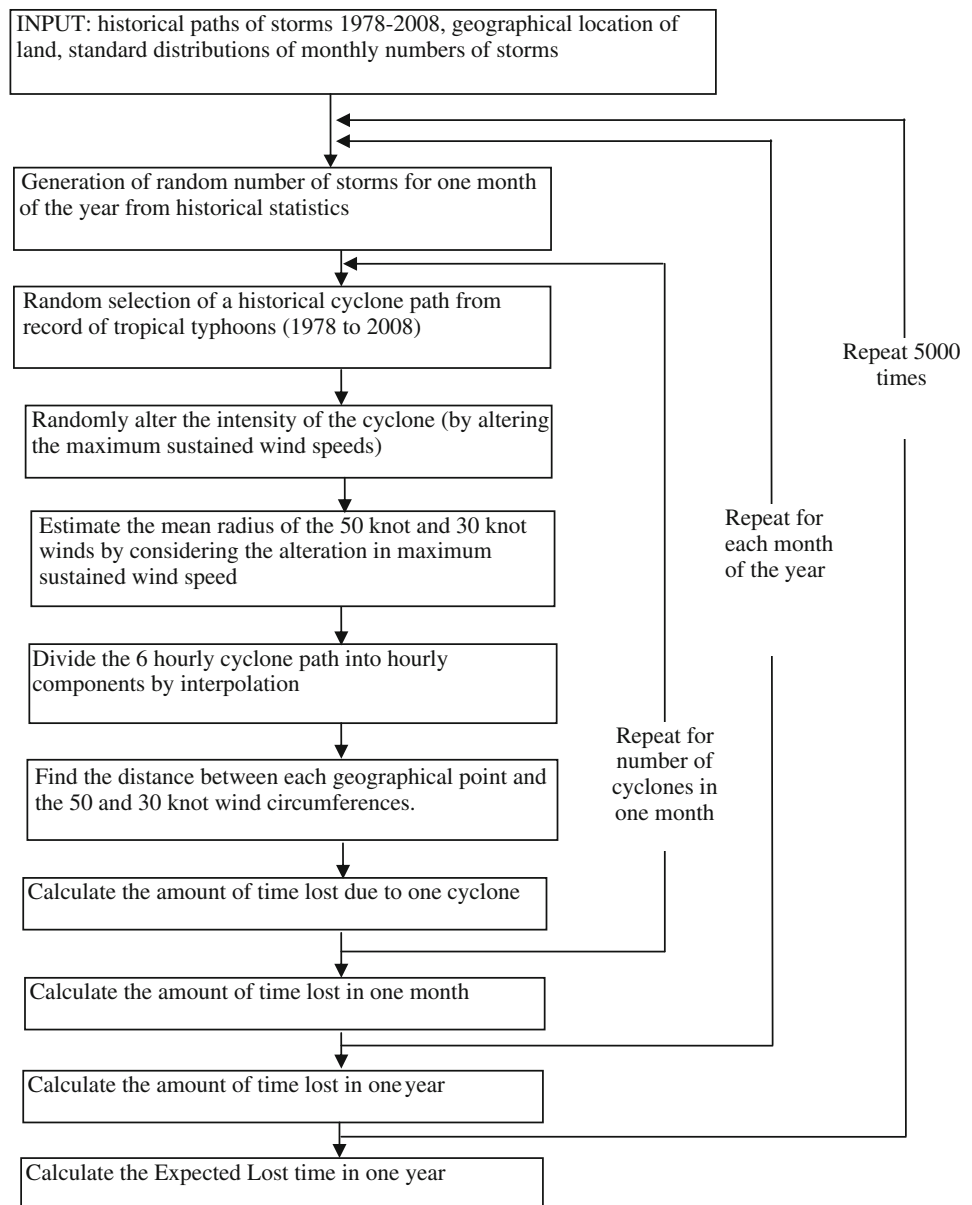 INPUT: historical paths of storms 1978-2008, geographical location of
land, standard distributions of monthly numbers of storms
Generation of random number of storms for one month
of the year from historical statistics
Random selection of a historical cyclone path from
record of tropical typhoons (1978 to 2008)
Repeat 5000
times
Randomly alter the intensity of the cyclone (by altering
the maximum sustained wind speeds)
Estimate the mean radius of the 50 knot and 30 knot
winds by considering the alteration in maximum
sustained wind speed
Repeat for
each month
of the year
Divide the 6 hourly cyclone path into hourly
components by interpolation
Repeat for
number of
cyclones in
one month
Find the distance between each geographical point and
the 50 and 30 knot wind circumferences.
Calculate the amount of time lost due to one cyclone
Calculate the amount of time lost in one month
Calculate the amount of time lost in one year
Calculate the Expected Lost time in one year